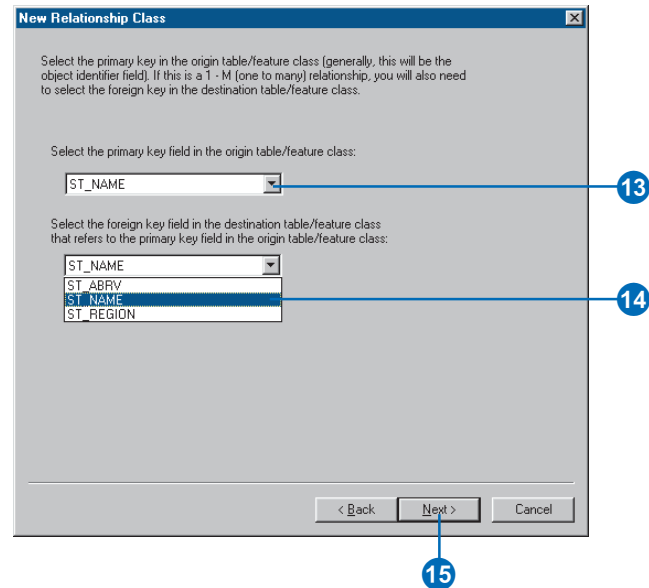 New Relationship Class
Select the primary key in the origin table/feature class (generally, this will be the
object identifier field). If this is a 1 - M (one to many) relationship, you will also need
to select the foreign key in the destination table/feature class.
Select the primary key field in the origin table/feature class:
ST_NAME
13
Select the foreign key field in the destination table/feature class
that refers to the primary key field in the origin table/feature class:
ST_NAME
ST_ABRV
ST_NAME
14
ST_REGION
< Back
Next >
Cancel
15